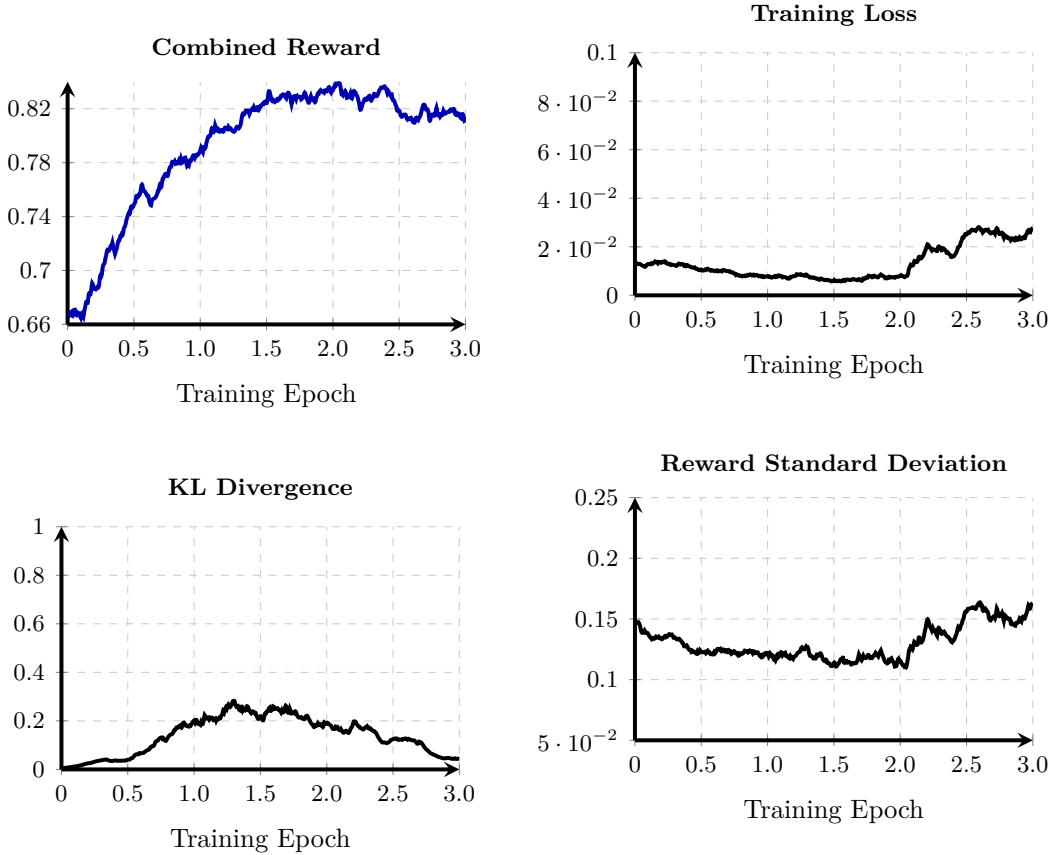 Combined Reward
0.82
0.78
0.74
0.7
0.66
0 0.5 1.0 1.5 2.0 2.5 3.0
Training Epoch
Training Loss
0.1
8 · 10⁻²
6 · 10⁻²
4 · 10⁻²
2 · 10⁻²
0
0 0.5 1.0 1.5 2.0 2.5 3.0
Training Epoch
KL Divergence
1
0.8
0.6
0.4
0.2
0
0 0.5 1.0 1.5 2.0 2.5 3.0
Training Epoch
Reward Standard Deviation
0.25
0.2
0.15
0.1
5 · 10⁻²
0 0.5 1.0 1.5 2.0 2.5 3.0
Training Epoch